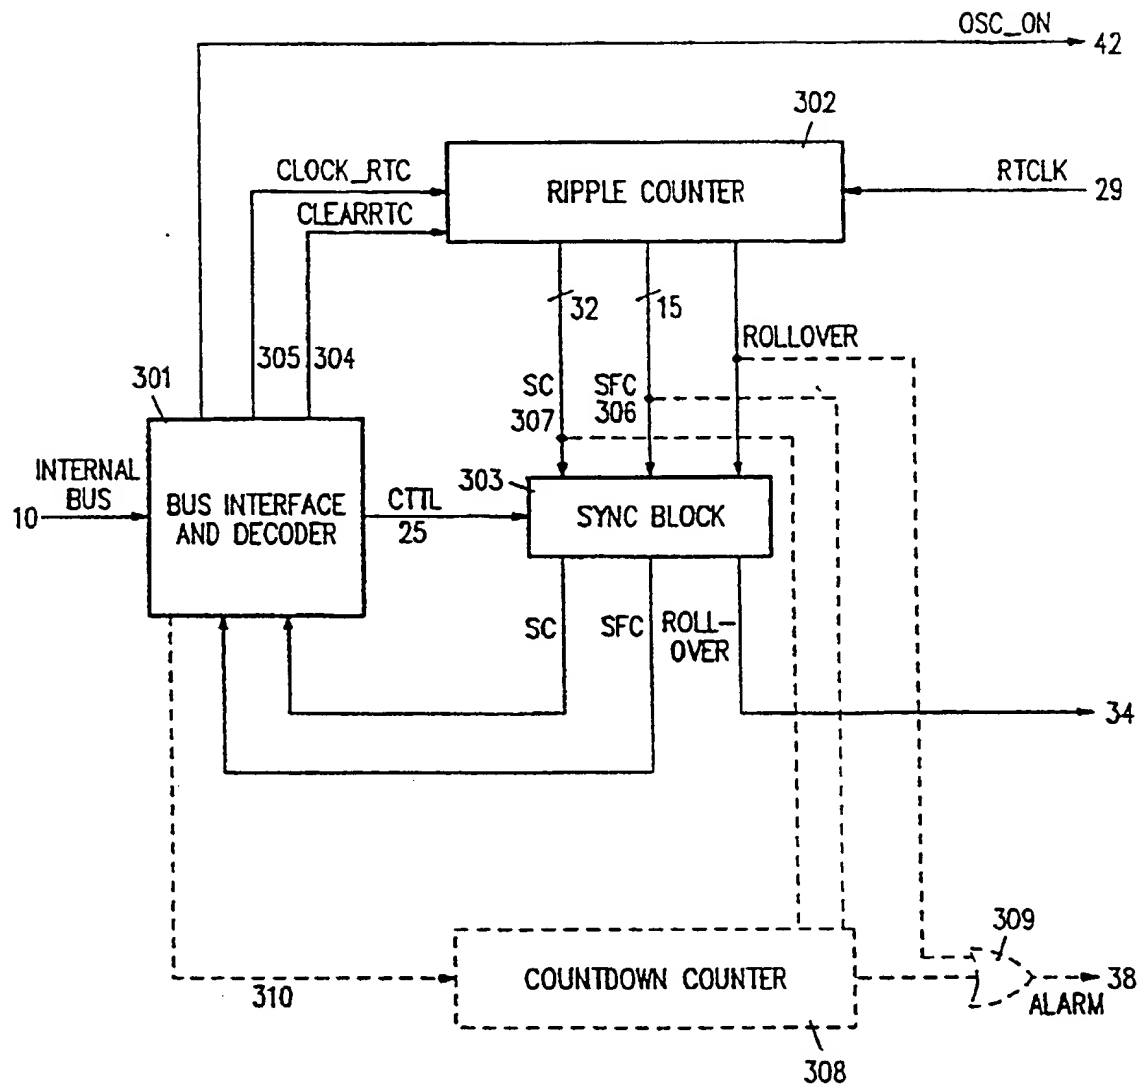 OSC_ON
42
302
CLOCK_RTC
RIPPLE COUNTER
RTCLK
29
CLEARRTC
32
15
305
304
ROLLOVER
301
SC
307
SFC
306
INTERNAL
BUS
10
BUS INTERFACE
AND DECODER
CTTL
25
303
SYNC BLOCK
SC
SFC
ROLL-
OVER
34
309
310
COUNTDOWN COUNTER
38
ALARM
308